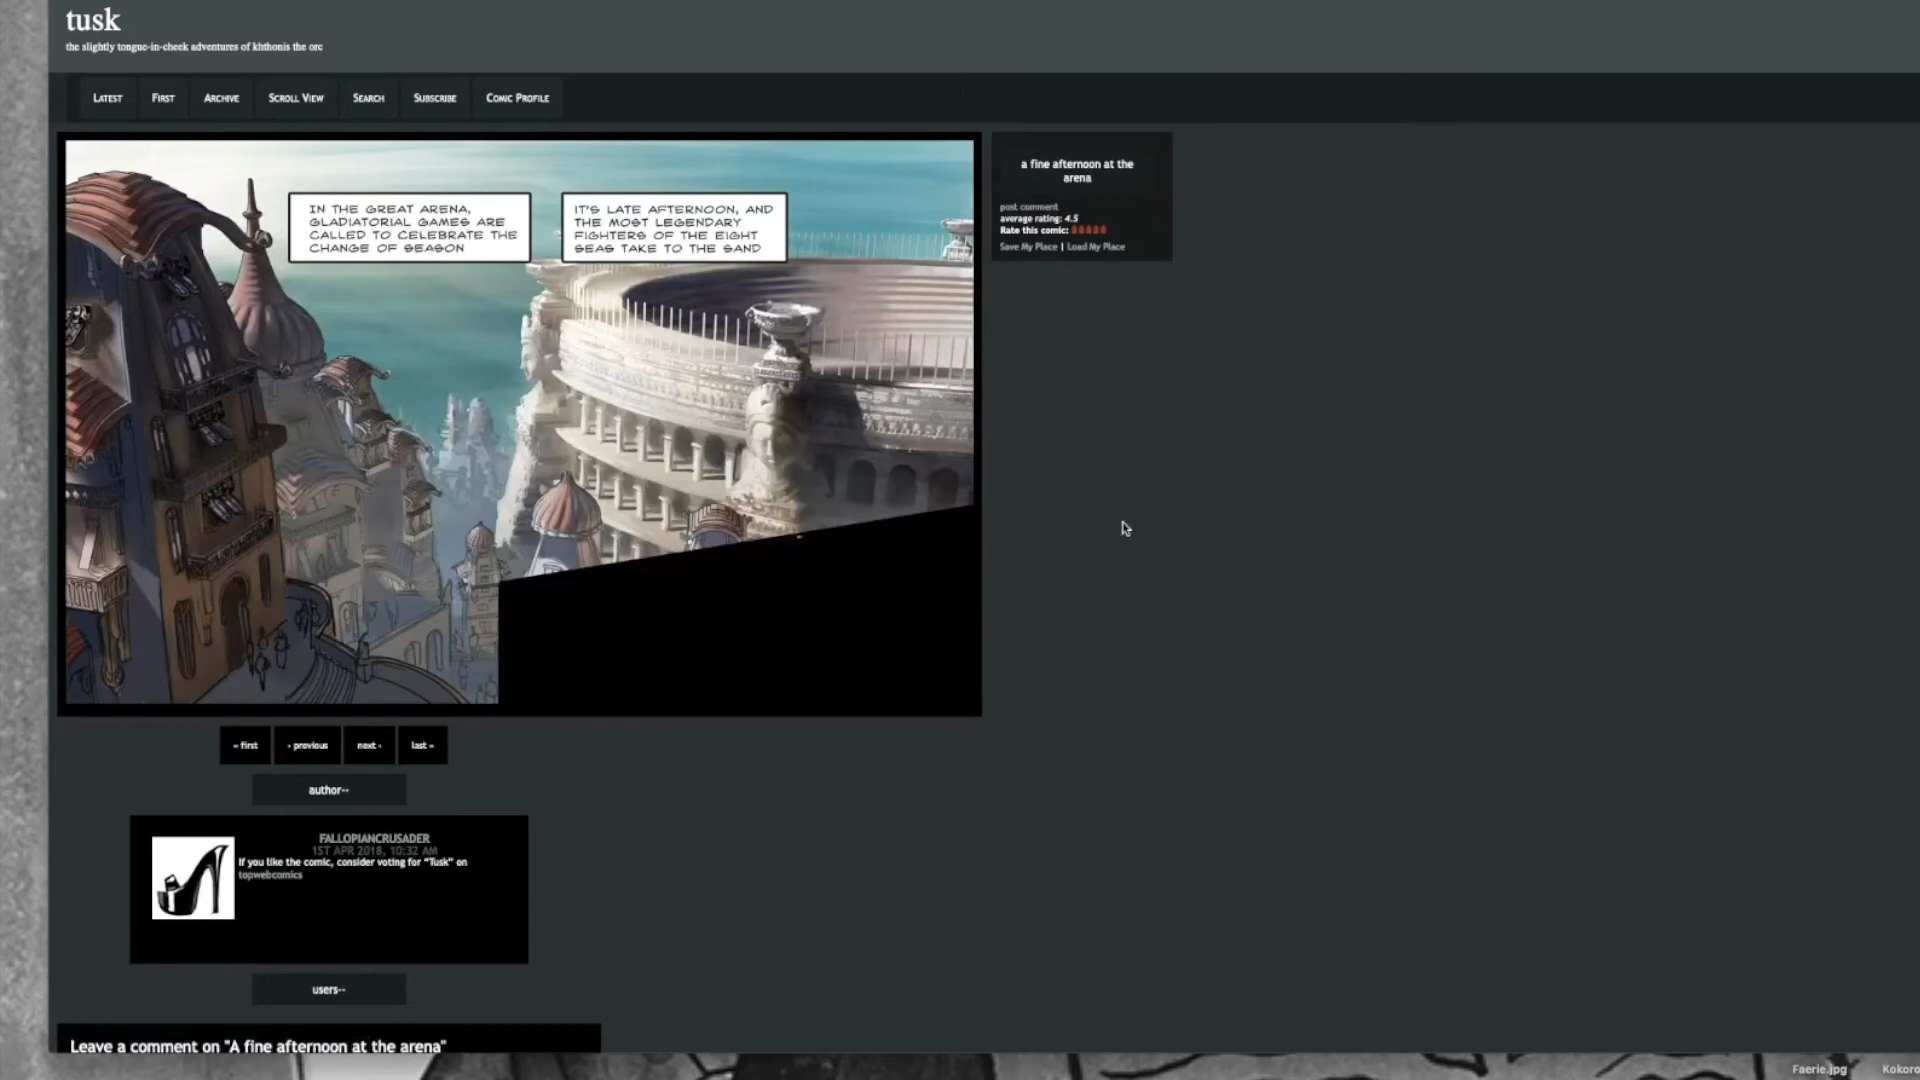 tusk
the slightly tongue-in-cheek adventures of khthonis the orc
Latest First Archive Scroll View Search Subscribe Comic Profile
IN THE GREAT ARENA,
GLADIATORIAL GAMES ARE
CALLED TO CELEBRATE THE
CHANGE OF SEASON
IT'S LATE AFTERNOON, AND
THE MOST LEGENDARY
FIGHTERS OF THE EIGHT
SEAS TAKE TO THE SAND
a fine afternoon at the
arena
post comment
average rating: 4.5
Rate this comic:
Save My Place | Load My Place
« first ‹ previous next › last »
author--
FALLOPIANCRUSADER
1ST APR 2018, 10:32 AM
If you like the comic, consider voting for "Tusk" on
topwebcomics
users--
Leave a comment on "A fine afternoon at the arena"
Faerie.jpg Kokoro